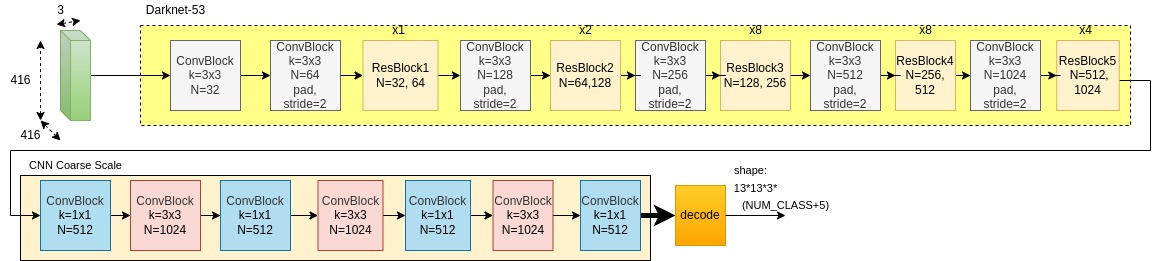 3
Darknet-53
416
416
x1
x2
x8
x8
x4
ConvBlock
k=3x3
N=32
ConvBlock
k=3x3
N=64
pad,
stride=2
ResBlock1
N=32, 64
ConvBlock
k=3x3
N=128
pad,
stride=2
ResBlock2
N=64,128
ConvBlock
k=3x3
N=256
pad,
stride=2
ResBlock3
N=128, 256
ConvBlock
k=3x3
N=512
pad,
stride=2
ResBlock4
N=256,
512
ConvBlock
k=3x3
N=1024
pad,
stride=2
ResBlock5
N=512,
1024
CNN Coarse Scale
ConvBlock
k=1x1
N=512
ConvBlock
k=3x3
N=1024
ConvBlock
k=1x1
N=512
ConvBlock
k=3x3
N=1024
ConvBlock
k=1x1
N=512
ConvBlock
k=3x3
N=1024
ConvBlock
k=1x1
N=512
decode
shape:
13*13*3*
(NUM_CLASS+5)